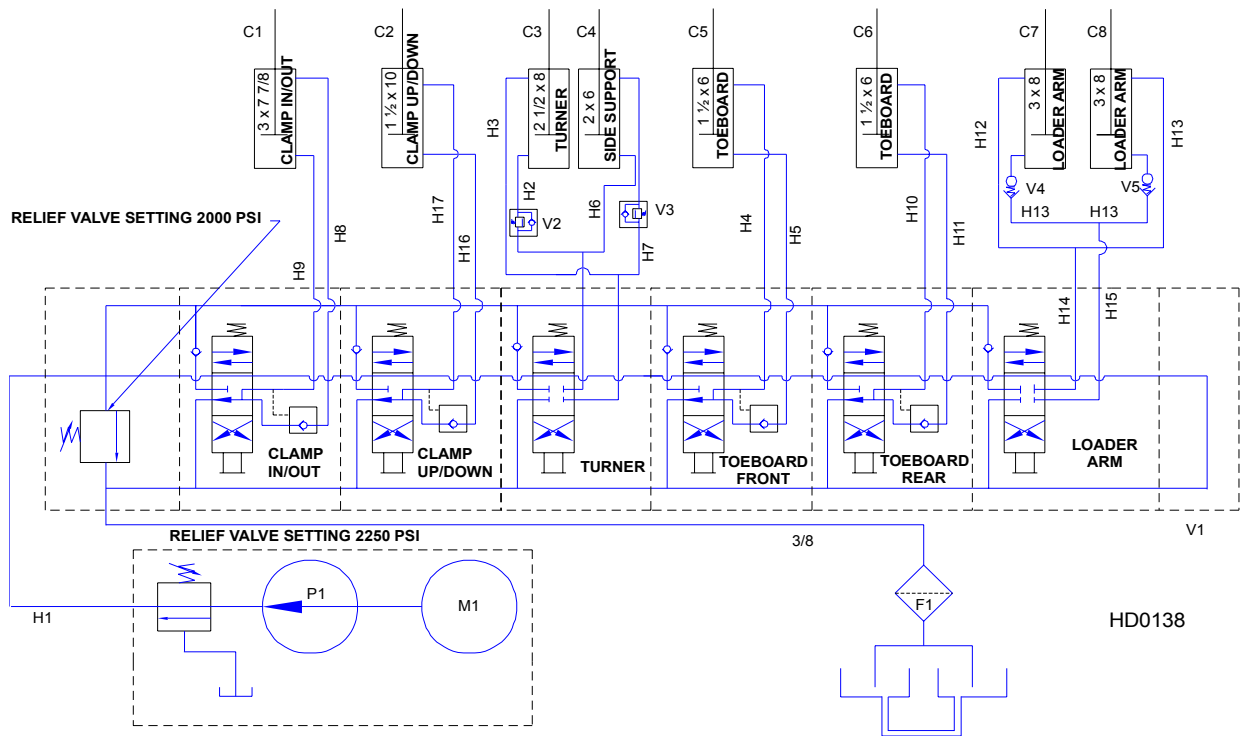 C1
C2
C3
C4
C5
C6
C7
C8
3 x 7 7/8
CLAMP IN/OUT
1 ½ x 10
CLAMP UP/DOWN
2 1/2 x 8
TURNER
2 x 6
SIDE SUPPORT
1 ½ x 6
TOEBOARD
1 ½ x 6
TOEBOARD
3 x 8
LOADER ARM
3 x 8
LOADER ARM
H3
H12
H13
H2
H6
V2
V3
V4
V5
H13
H13
RELIEF VALVE SETTING 2000 PSI
H9
H8
H17
H16
H7
H4
H5
H10
H11
H14
H15
CLAMP
IN/OUT
CLAMP
UP/DOWN
TURNER
TOEBOARD
FRONT
TOEBOARD
REAR
LOADER
ARM
V1
RELIEF VALVE SETTING 2250 PSI
3/8
H1
P1
M1
F1
HD0138